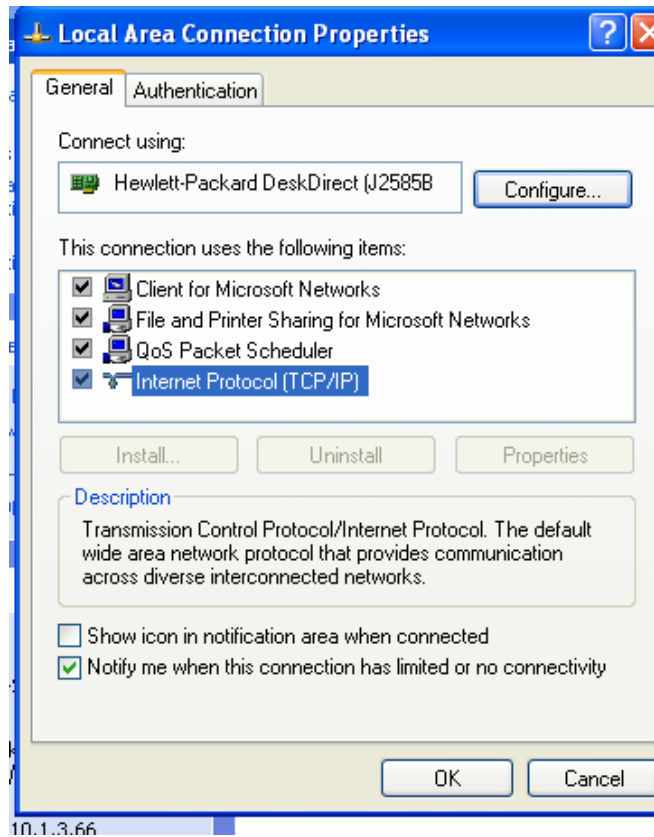 Local Area Connection Properties
General
Authentication
Connect using:
Hewlett-Packard DeskDirect (J2585B
Configure...
This connection uses the following items:
Client for Microsoft Networks
File and Printer Sharing for Microsoft Networks
QoS Packet Scheduler
Internet Protocol (TCP/IP)
Install...
Uninstall
Properties
Description
Transmission Control Protocol/Internet Protocol. The default
wide area network protocol that provides communication
across diverse interconnected networks.
Show icon in notification area when connected
Notify me when this connection has limited or no connectivity
OK
Cancel
10.1.3.66